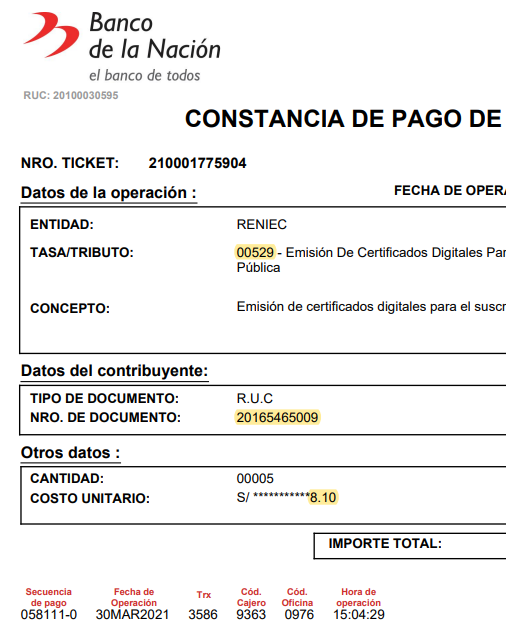 Banco
de la Nación
el banco de todos
RUC: 20100030595
CONSTANCIA DE PAGO DE
NRO. TICKET: 210001775904
Datos de la operación : FECHA DE OPERA
ENTIDAD: RENIEC
TASA/TRIBUTO: 00529 - Emisión De Certificados Digitales Par
Pública
CONCEPTO: Emisión de certificados digitales para el suscr
Datos del contribuyente:
TIPO DE DOCUMENTO: R.U.C
NRO. DE DOCUMENTO: 20165465009
Otros datos :
CANTIDAD: 00005
COSTO UNITARIO: S/ ***********8.10
IMPORTE TOTAL:
Secuencia Fecha de Trx Cód. Cód. Hora de
de pago Operación Cajero Oficina operación
058111-0 30MAR2021 3586 9363 0976 15:04:29